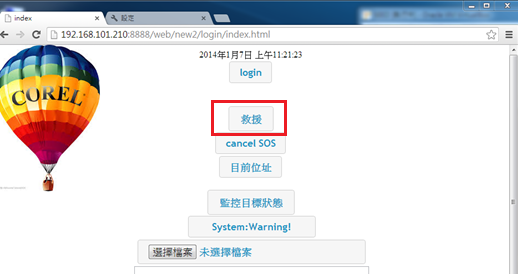 index
設定
192.168.101.210:8888/web/new2/login/index.html
2014年1月7日 上午11:21:23
login
COREL
救援
cancel SOS
目前位址
監控目標狀態
System:Warning!
選擇檔案 未選擇檔案